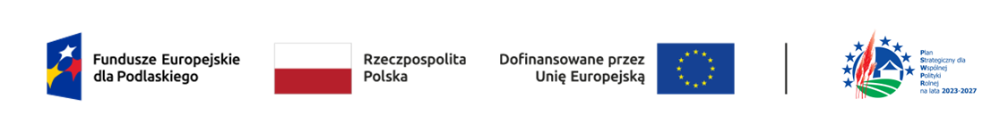 Fundusze Europejskie
dla Podlaskiego
Rzeczpospolita
Polska
Dofinansowane przez
Unię Europejską
Plan
Strategiczny dla
Wspólnej
Polityki
Rolnej
na lata 2023-2027